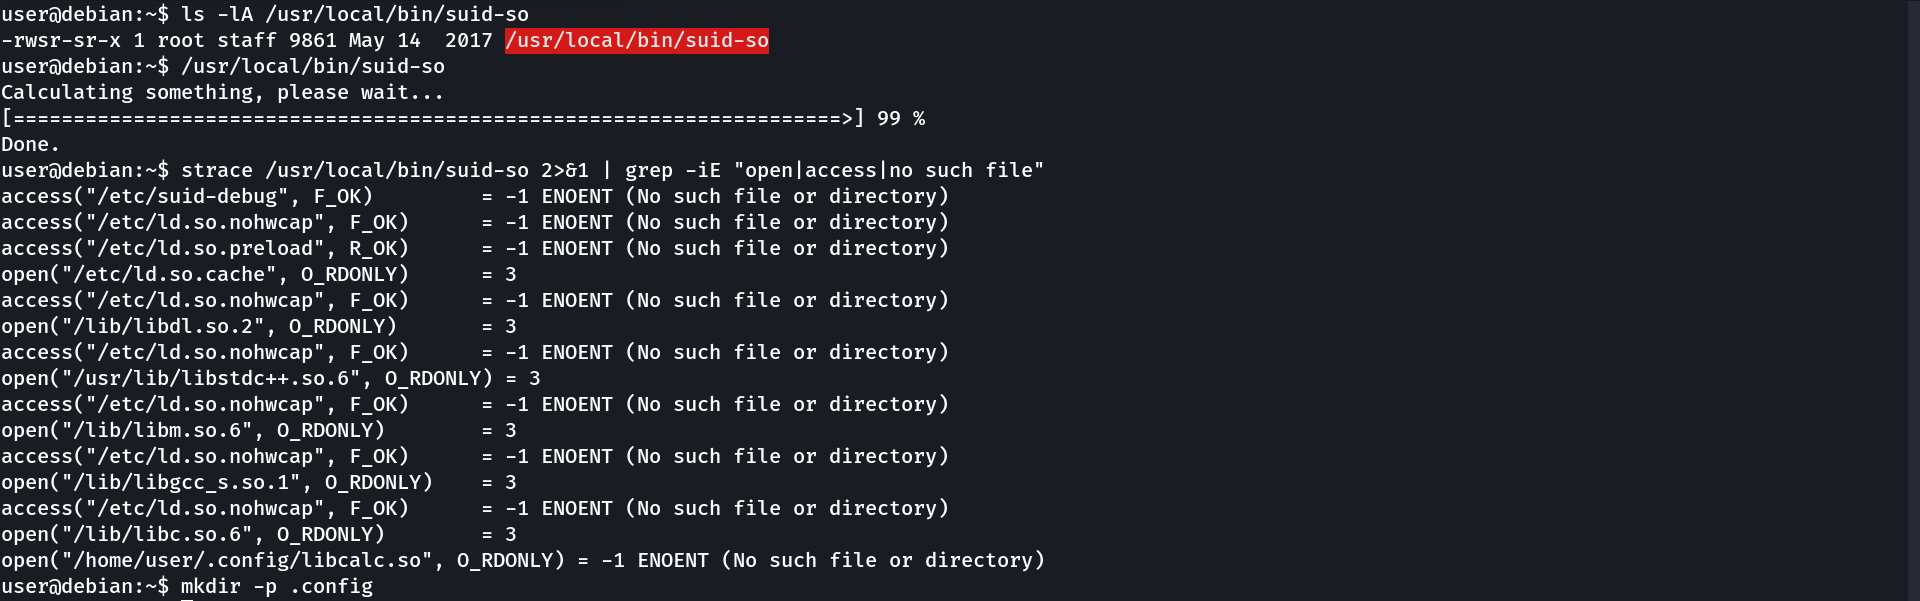 user@debian:~$ ls -lA /usr/local/bin/suid-so
-rwsr-sr-x 1 root staff 9861 May 14  2017 /usr/local/bin/suid-so
user@debian:~$ /usr/local/bin/suid-so
Calculating something, please wait...
[=====================================================================>] 99 %
Done.
user@debian:~$ strace /usr/local/bin/suid-so 2>&1 | grep -iE "open|access|no such file"
access("/etc/suid-debug", F_OK)         = -1 ENOENT (No such file or directory)
access("/etc/ld.so.nohwcap", F_OK)      = -1 ENOENT (No such file or directory)
access("/etc/ld.so.preload", R_OK)      = -1 ENOENT (No such file or directory)
open("/etc/ld.so.cache", O_RDONLY)      = 3
access("/etc/ld.so.nohwcap", F_OK)      = -1 ENOENT (No such file or directory)
open("/lib/libdl.so.2", O_RDONLY)       = 3
access("/etc/ld.so.nohwcap", F_OK)      = -1 ENOENT (No such file or directory)
open("/usr/lib/libstdc++.so.6", O_RDONLY) = 3
access("/etc/ld.so.nohwcap", F_OK)      = -1 ENOENT (No such file or directory)
open("/lib/libm.so.6", O_RDONLY)        = 3
access("/etc/ld.so.nohwcap", F_OK)      = -1 ENOENT (No such file or directory)
open("/lib/libgcc_s.so.1", O_RDONLY)    = 3
access("/etc/ld.so.nohwcap", F_OK)      = -1 ENOENT (No such file or directory)
open("/lib/libc.so.6", O_RDONLY)        = 3
open("/home/user/.config/libcalc.so", O_RDONLY) = -1 ENOENT (No such file or directory)
user@debian:~$ mkdir -p .config